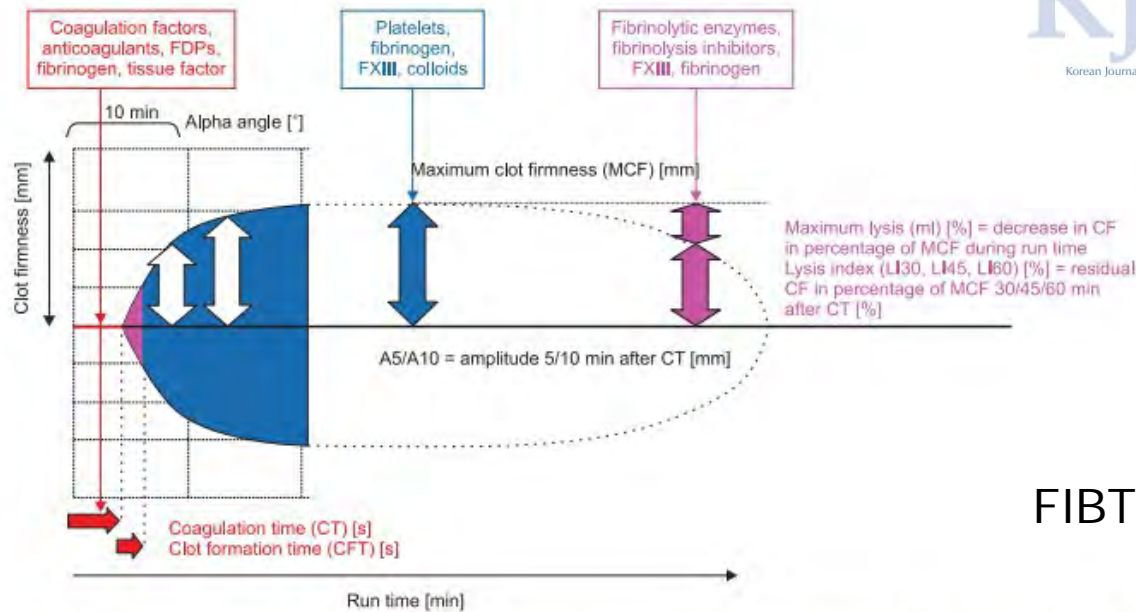 Coagulation factors,
anticoagulants, FDPs,
fibrinogen, tissue factor
Platelets,
fibrinogen,
FXIII, colloids
Fibrinolytic enzymes,
fibrinolysis inhibitors,
FXIII, fibrinogen
KJ
Korean Journa
10 min
Alpha angle [°]
Clot firmness [mm]
Maximum clot firmness (MCF) [mm]
Maximum lysis (ml) [%] = decrease in CF
in percentage of MCF during run time
Lysis index (LI30, LI45, LI60) [%] = residual
CF in percentage of MCF 30/45/60 min
after CT [%]
A5/A10 = amplitude 5/10 min after CT [mm]
FIBT
Coagulation time (CT) [s]
Clot formation time (CFT) [s]
Run time [min]